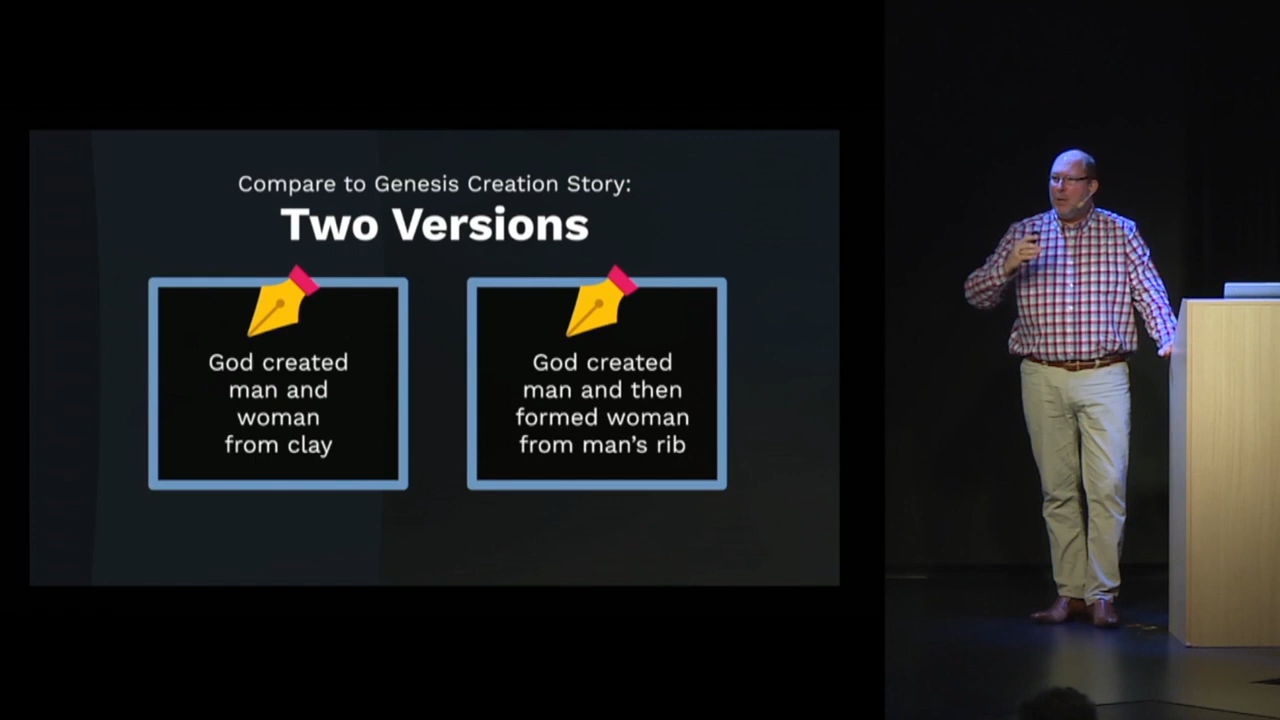 Compare to Genesis Creation Story:
Two Versions
God created
man and
woman
from clay
God created
man and then
formed woman
from man's rib